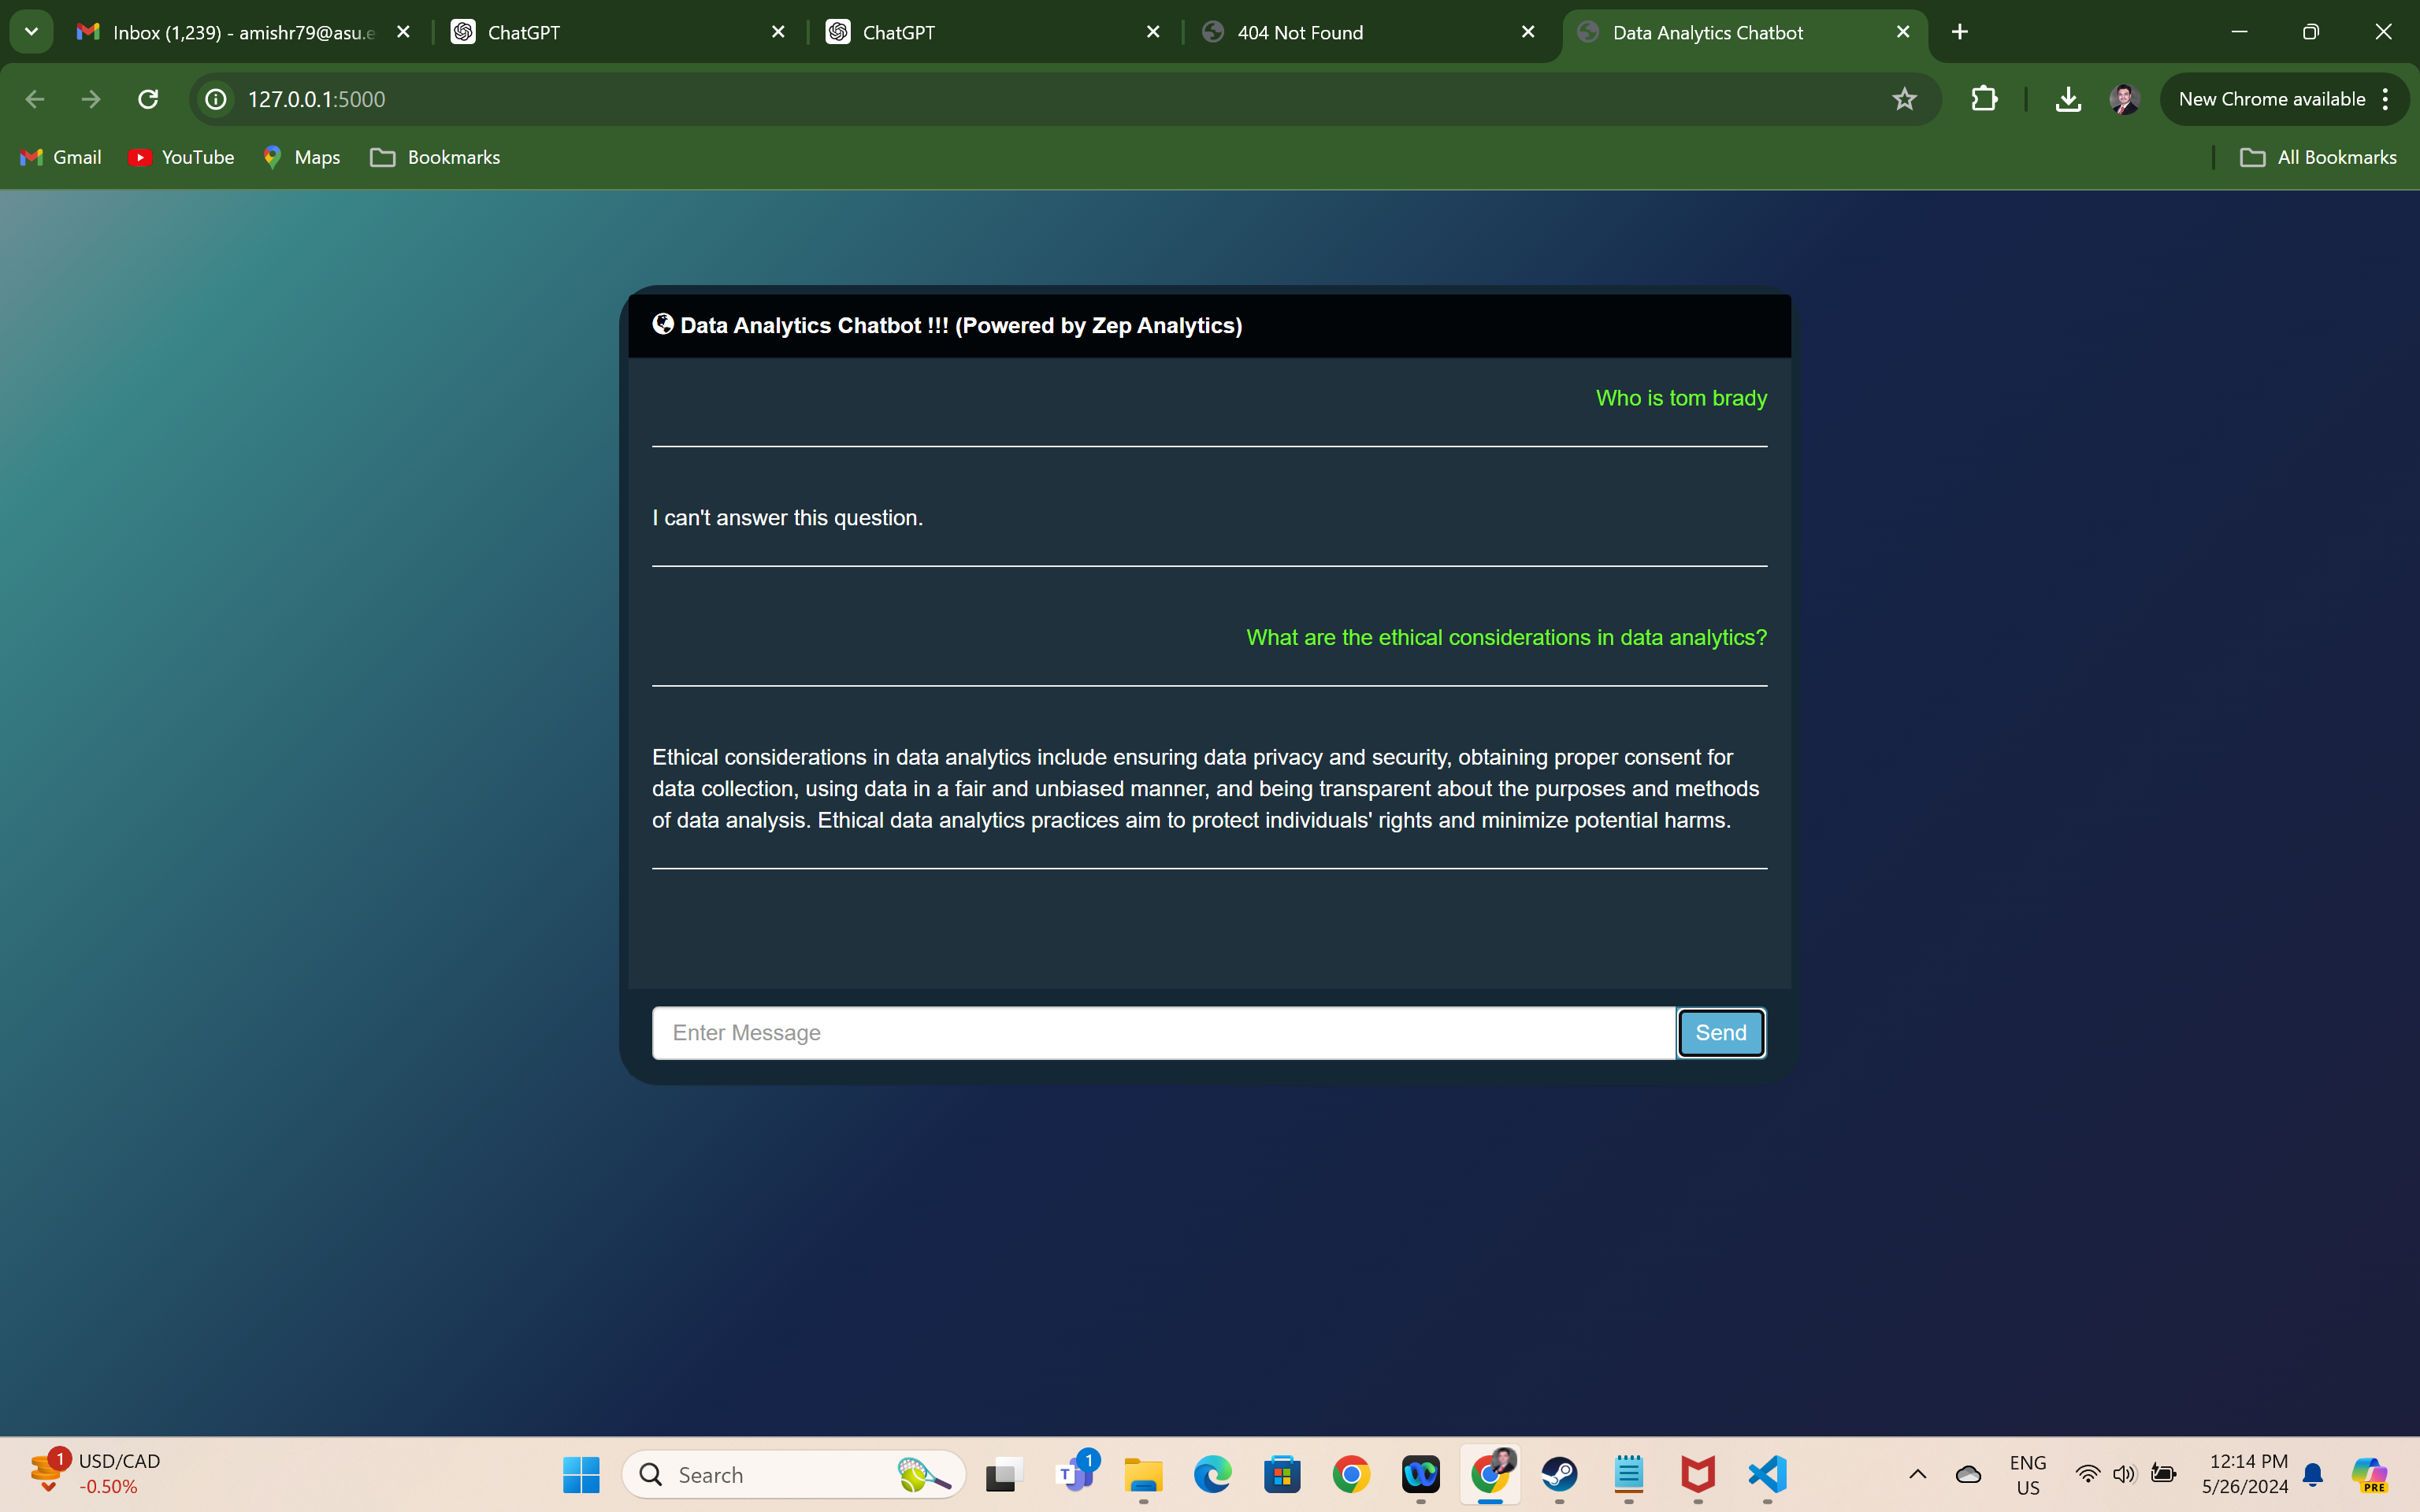 Inbox (1,239) - amishr79@asu.e
ChatGPT
ChatGPT
404 Not Found
Data Analytics Chatbot
127.0.0.1:5000
New Chrome available
Gmail
YouTube
Maps
Bookmarks
All Bookmarks
Data Analytics Chatbot !!! (Powered by Zep Analytics)
Who is tom brady
I can't answer this question.
What are the ethical considerations in data analytics?
Ethical considerations in data analytics include ensuring data privacy and security, obtaining proper consent for
data collection, using data in a fair and unbiased manner, and being transparent about the purposes and methods
of data analysis. Ethical data analytics practices aim to protect individuals' rights and minimize potential harms.
Enter Message
Send
1
USD/CAD
-0.50%
Search
T
1
ENG
US
12:14 PM
5/26/2024
PRE